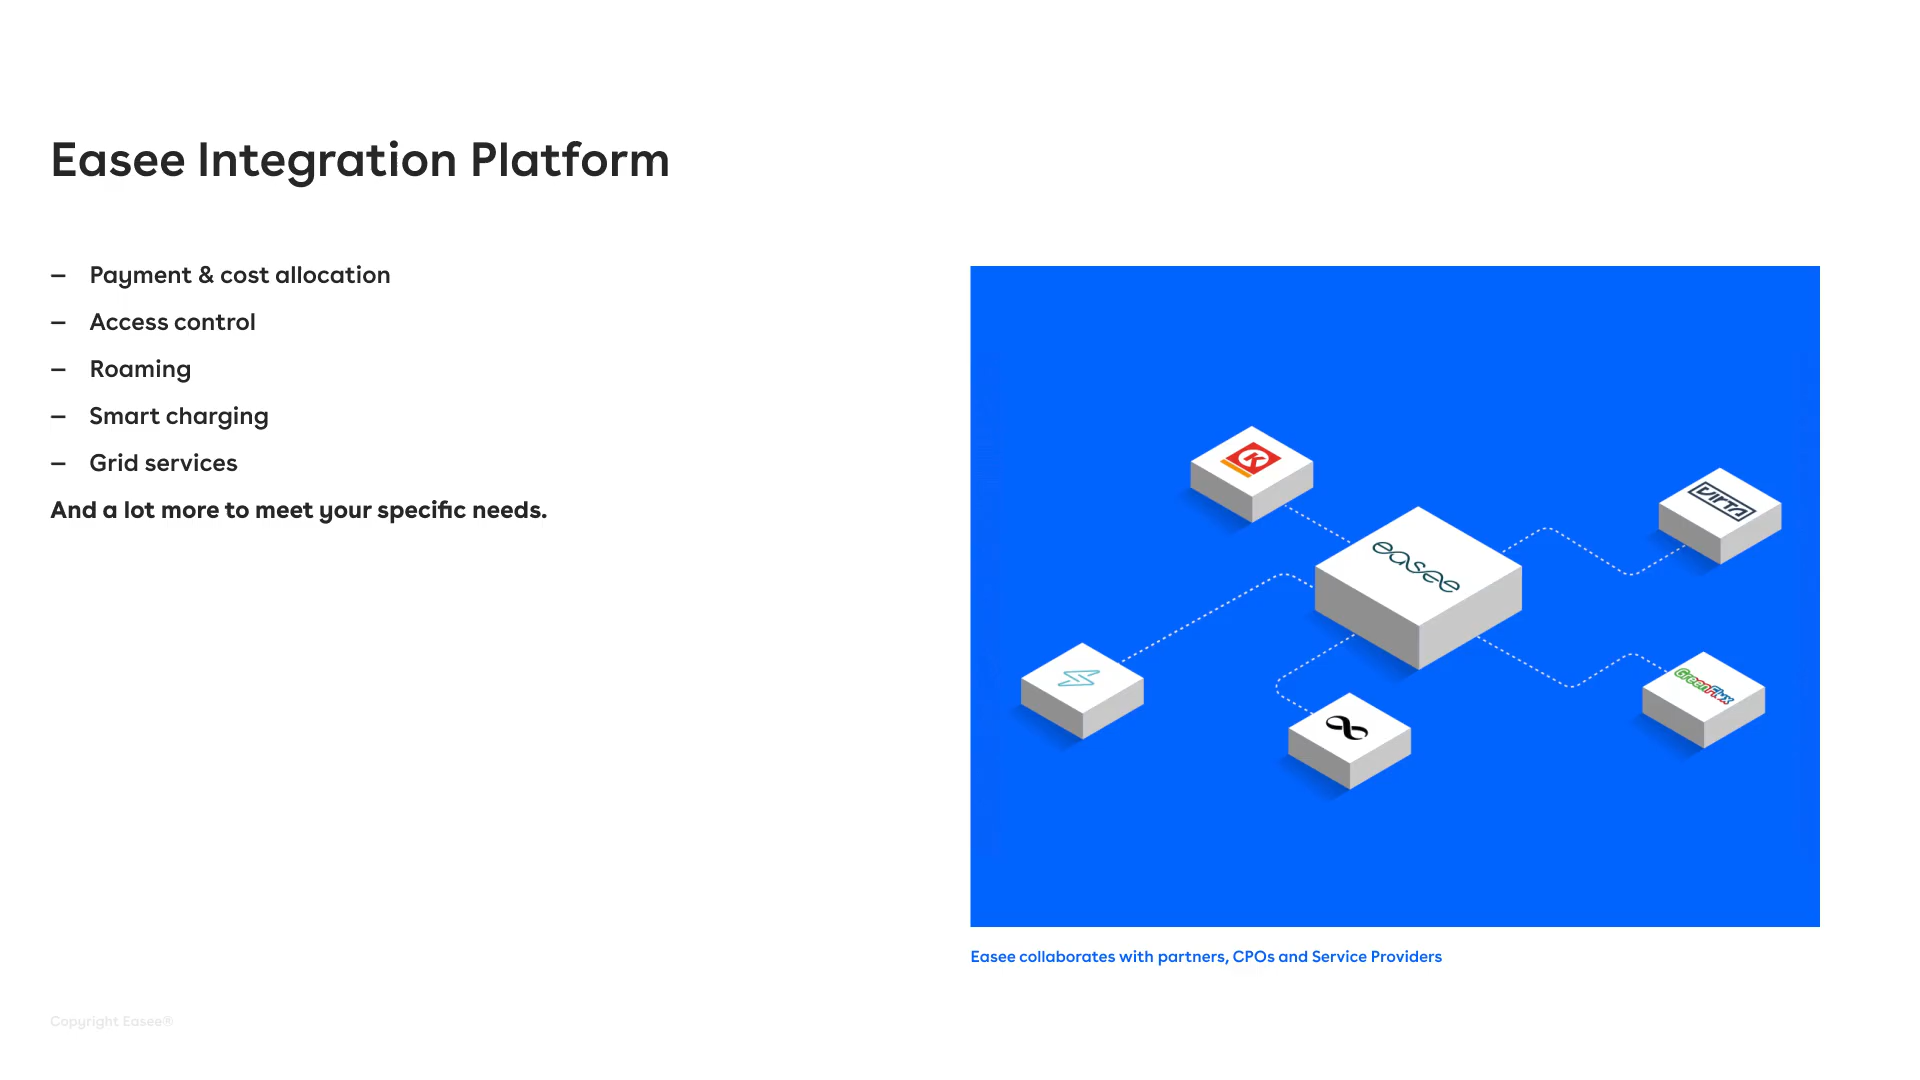 Easee Integration Platform
– Payment & cost allocation
– Access control
– Roaming
– Smart charging
– Grid services
And a lot more to meet your specific needs.
K
VIRTA
easee
GreenFlux
Easee collaborates with partners, CPOs and Service Providers
Copyright Easee®